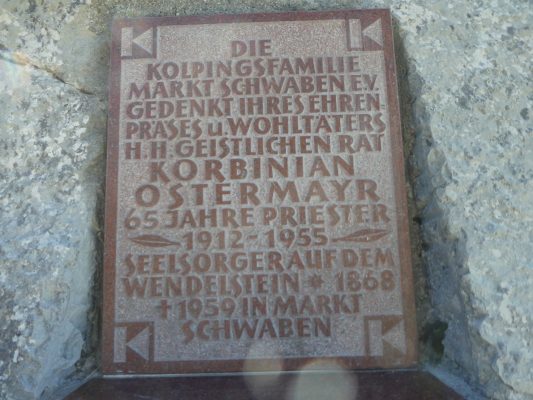 K K
DIE
KOLPINGSFAMILIE
MARKT SCHWABEN E.V.
GEDENKT IHRES EHREN-
PRÄSES u. WOHLTÄTERS
H.H. GEISTLICHEN RAT
KORBINIAN
OSTERMAYR
65 JAHRE PRIESTER
1912-1955
SEELSORGER AUF DEM
WENDELSTEIN * 1868
† 1959 IN MARKT
SCHWABEN
K K